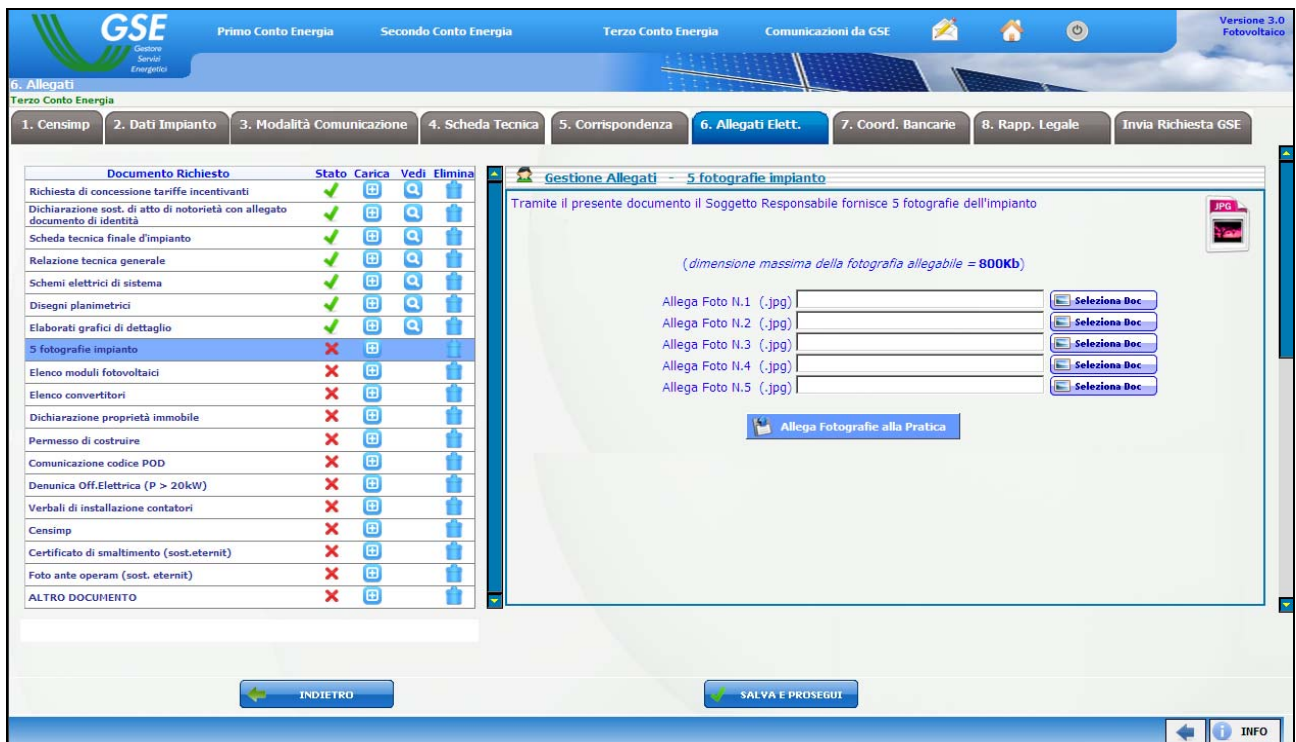 GSE
Gestore
Servizi
Energetici
Primo Conto Energia
Secondo Conto Energia
Terzo Conto Energia
Comunicazioni da GSE
Versione 3.0
Fotovoltaico
6. Allegati
Terzo Conto Energia
1. Censimp
2. Dati Impianto
3. Modalità Comunicazione
4. Scheda Tecnica
5. Corrispondenza
6. Allegati Elett.
7. Coord. Bancarie
8. Rapp. Legale
Invia Richiesta GSE
Documento Richiesto Stato Carica Vedi Elimina
Richiesta di concessione tariffe incentivanti
Dichiarazione sost. di atto di notorietà con allegato
documento di identità
Scheda tecnica finale d'impianto
Relazione tecnica generale
Schemi elettrici di sistema
Disegni planimetrici
Elaborati grafici di dettaglio
5 fotografie impianto
Elenco moduli fotovoltaici
Elenco convertitori
Dichiarazione proprietà immobile
Permesso di costruire
Comunicazione codice POD
Denunica Off.Elettrica (P > 20kW)
Verbali di installazione contatori
Censimp
Certificato di smaltimento (sost.eternit)
Foto ante operam (sost. eternit)
ALTRO DOCUMENTO
Gestione Allegati - 5 fotografie impianto
Tramite il presente documento il Soggetto Responsabile fornisce 5 fotografie dell'impianto
JPG
(dimensione massima della fotografia allegabile = 800Kb)
Allega Foto N.1 (.jpg) Seleziona Doc
Allega Foto N.2 (.jpg) Seleziona Doc
Allega Foto N.3 (.jpg) Seleziona Doc
Allega Foto N.4 (.jpg) Seleziona Doc
Allega Foto N.5 (.jpg) Seleziona Doc
Allega Fotografie alla Pratica
INDIETRO
SALVA E PROSEGUI
INFO